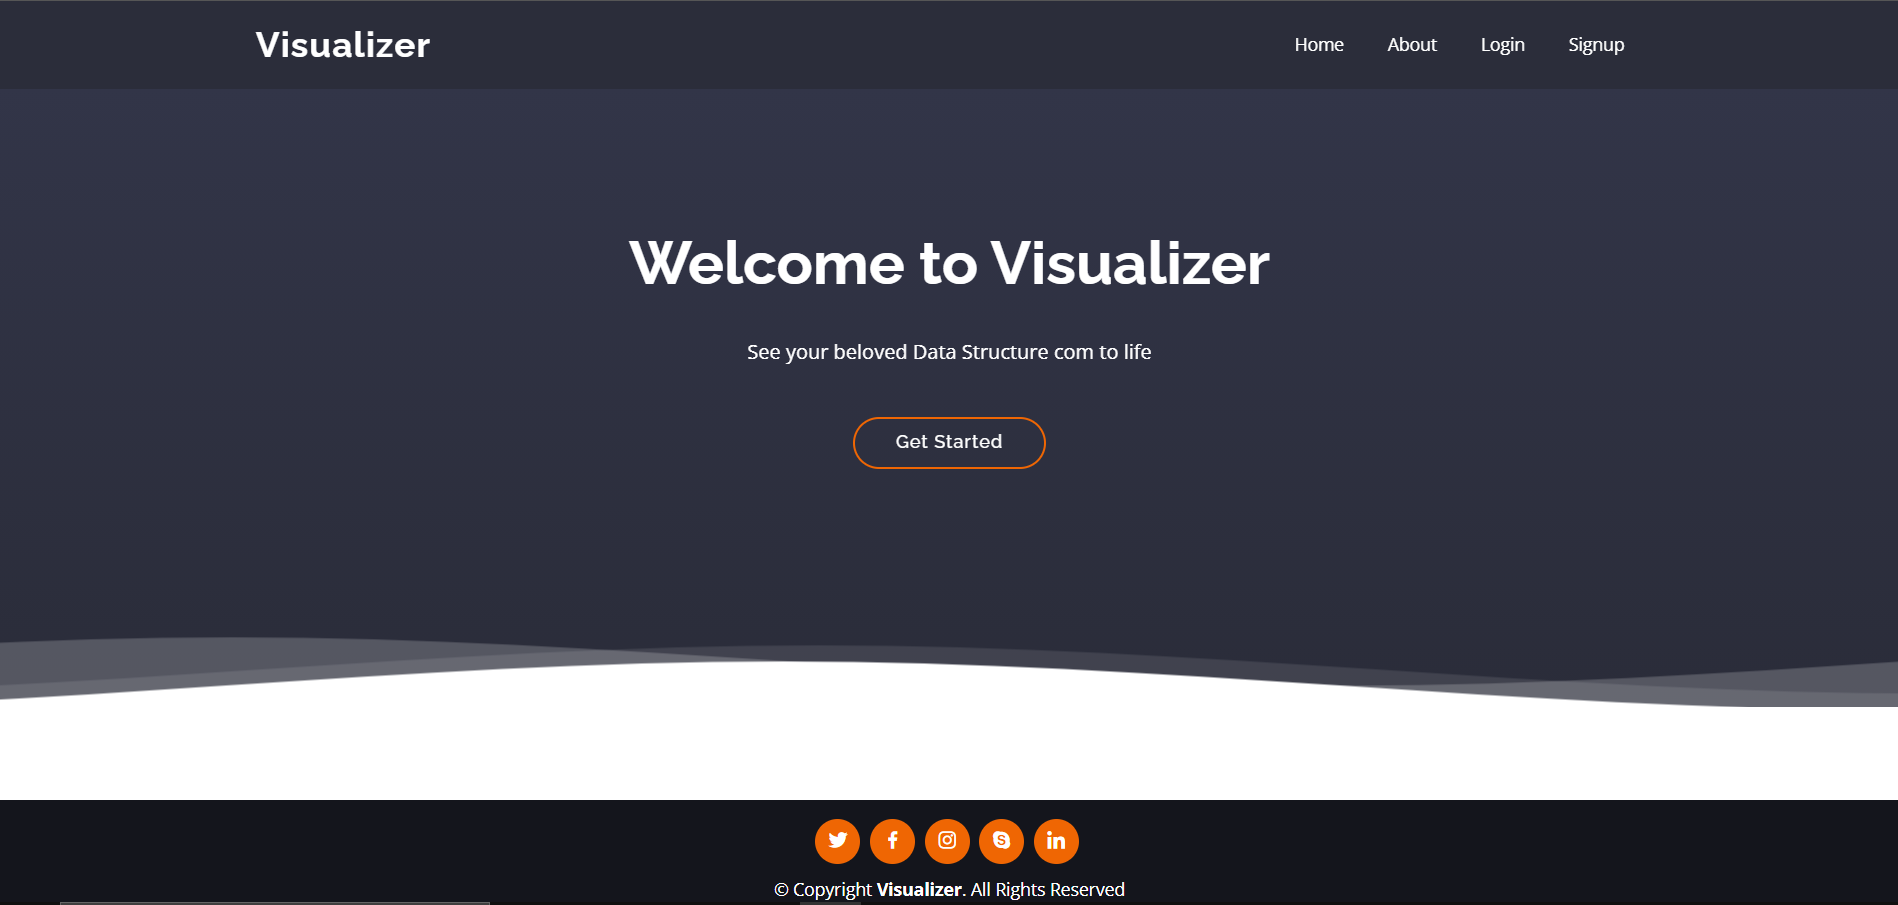 Visualizer
Home About Login Signup
Welcome to Visualizer
See your beloved Data Structure com to life
Get Started
© Copyright Visualizer. All Rights Reserved